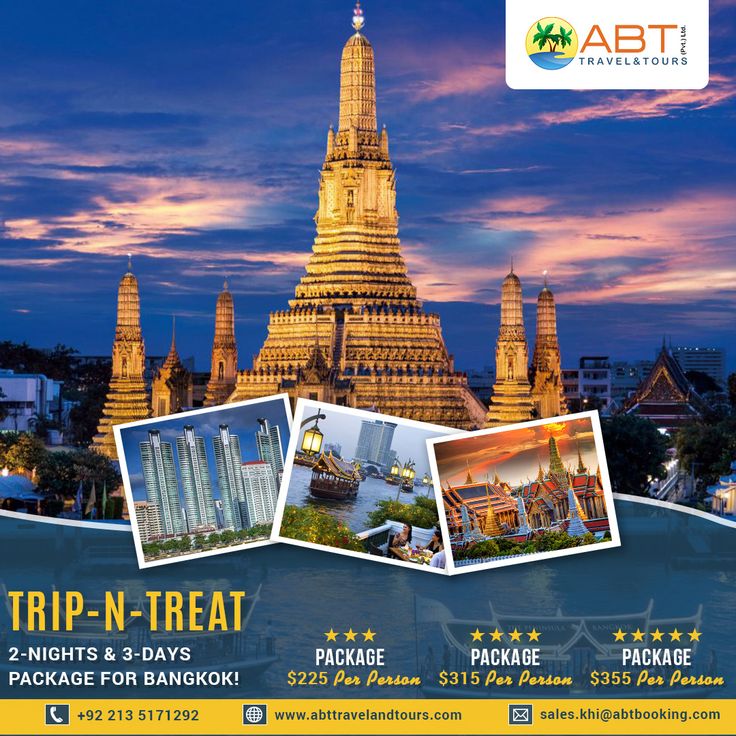 ABT
(Pvt.) Ltd.
TRAVEL&TOURS
TRIP-N-TREAT
2-NIGHTS & 3-DAYS
PACKAGE FOR BANGKOK!
PACKAGE
$225 Per Person
PACKAGE
$315 Per Person
PACKAGE
$355 Per Person
+92 213 5171292
www.abttravelandtours.com
sales.khi@abtbooking.com